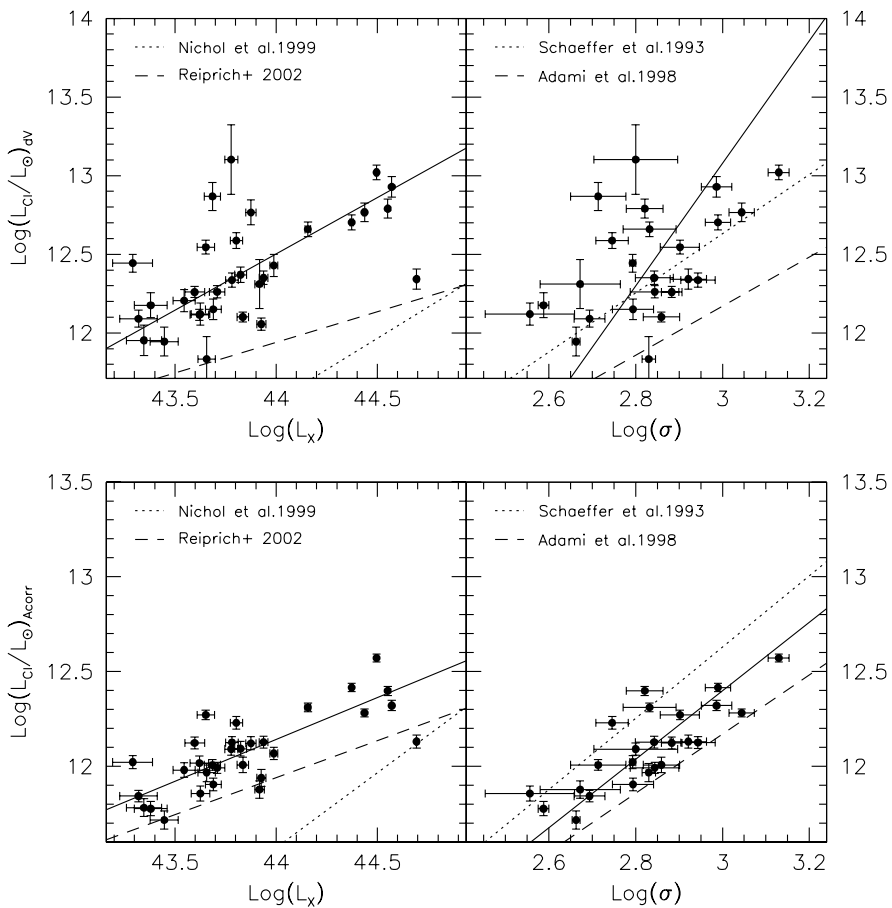 14
13.5
13
12.5
12
Log(L_Cl/L_⊙)_dV
Nichol et al.1999
Reiprich+ 2002
43.5
44
44.5
Log(L_X)
Schaeffer et al.1993
Adami et al.1998
2.6
2.8
3
3.2
Log(σ)
14
13.5
13
12.5
12
13.5
13
12.5
12
Log(L_Cl/L_⊙)_Acorr
Nichol et al.1999
Reiprich+ 2002
43.5
44
44.5
Log(L_X)
Schaeffer et al.1993
Adami et al.1998
2.6
2.8
3
3.2
Log(σ)
13.5
13
12.5
12